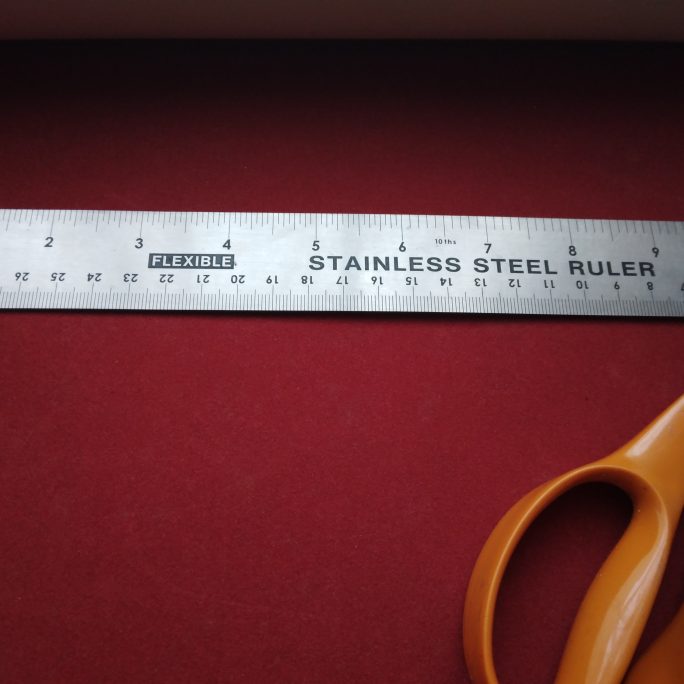 2 3 4 5 6 10ths 7 8 9
FLEXIBLE STAINLESS STEEL RULER
26 25 24 23 22 21 20 19 18 17 16 15 14 13 12 11 10 9 8